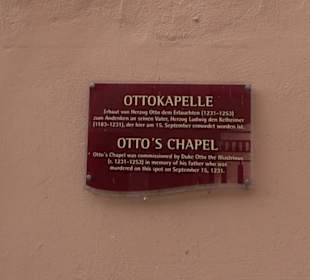 OTTOKAPELLE
Erbaut von Herzog Otto dem Erlauchten (1231–1253)
zum Andenken an seinen Vater, Herzog Ludwig den Kelheimer
(1183–1231), der hier am 15. September ermordet worden ist.
OTTO'S CHAPEL
Otto's Chapel was commissioned by Duke Otto the Illustrious
(r. 1231–1253) in memory of his father who was
murdered on this spot on September 15, 1231.